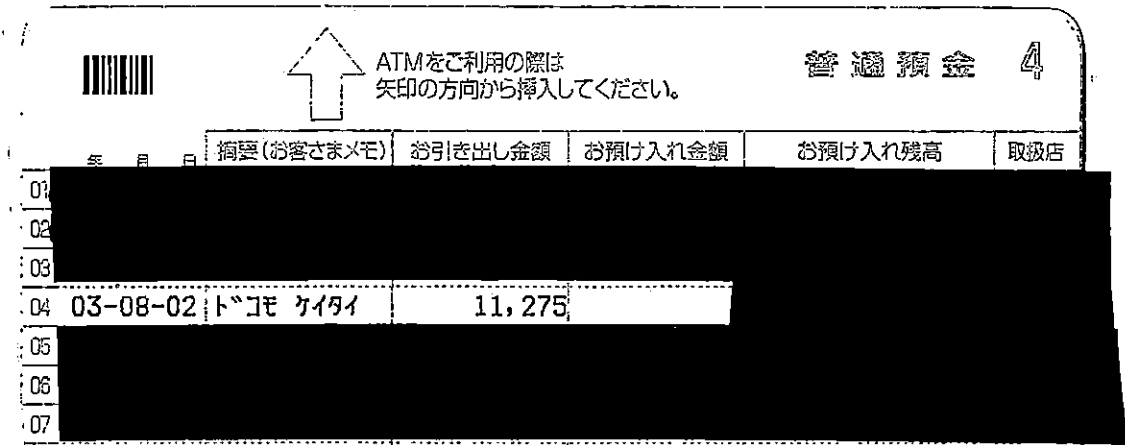 ATMをご利用の際は
矢印の方向から挿入してください。
普通預金 4
年 月 日 摘要(お客さまメモ) お引き出し金額 お預け入れ金額 お預け入れ残高 取扱店
01
02
03
04 03-08-02 ドコモ ケイタイ 11,275
05
06
07